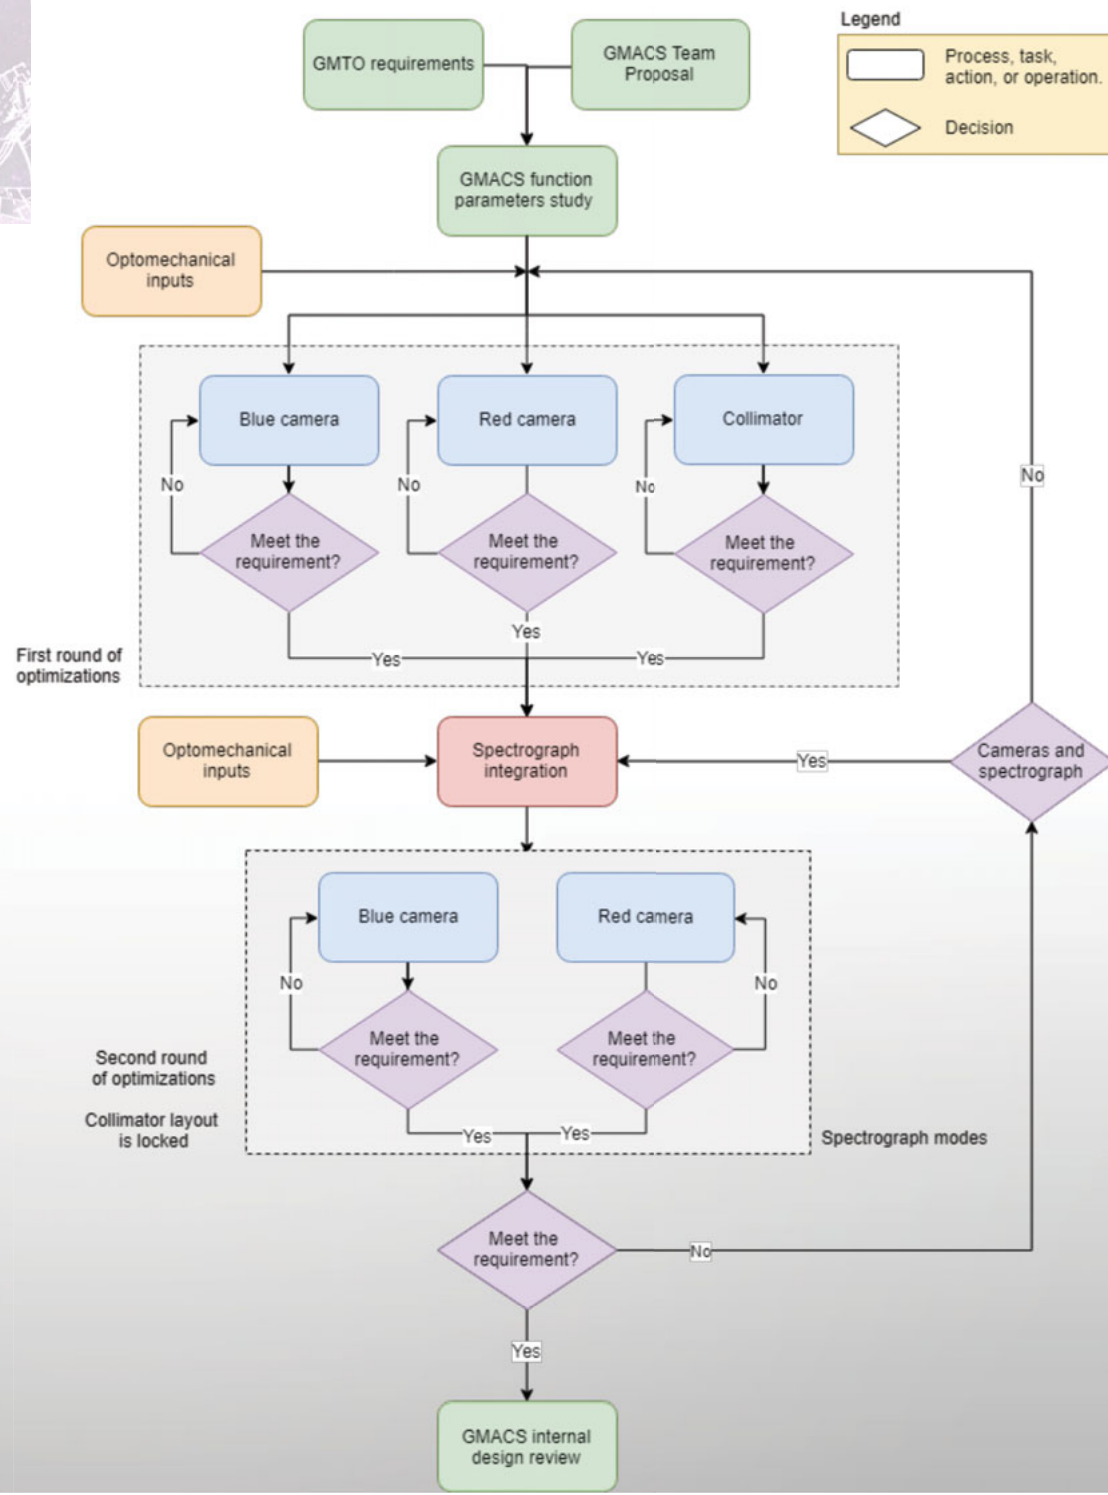 Legend
GMTO requirements
GMACS Team
Proposal
Process, task,
action, or operation.
Decision
GMACS function
parameters study
Optomechanical
inputs
Blue camera
Red camera
Collimator
No
No
No
No
Meet the
requirement?
Meet the
requirement?
Meet the
requirement?
Yes
Yes
Yes
First round of
optimizations
Optomechanical
inputs
Spectrograph
integration
Yes
Cameras and
spectrograph
Blue camera
Red camera
No
No
Meet the
requirement?
Meet the
requirement?
Second round
of optimizations
Collimator layout
is locked
Yes
Yes
Spectrograph modes
Meet the
requirement?
No
Yes
GMACS internal
design review